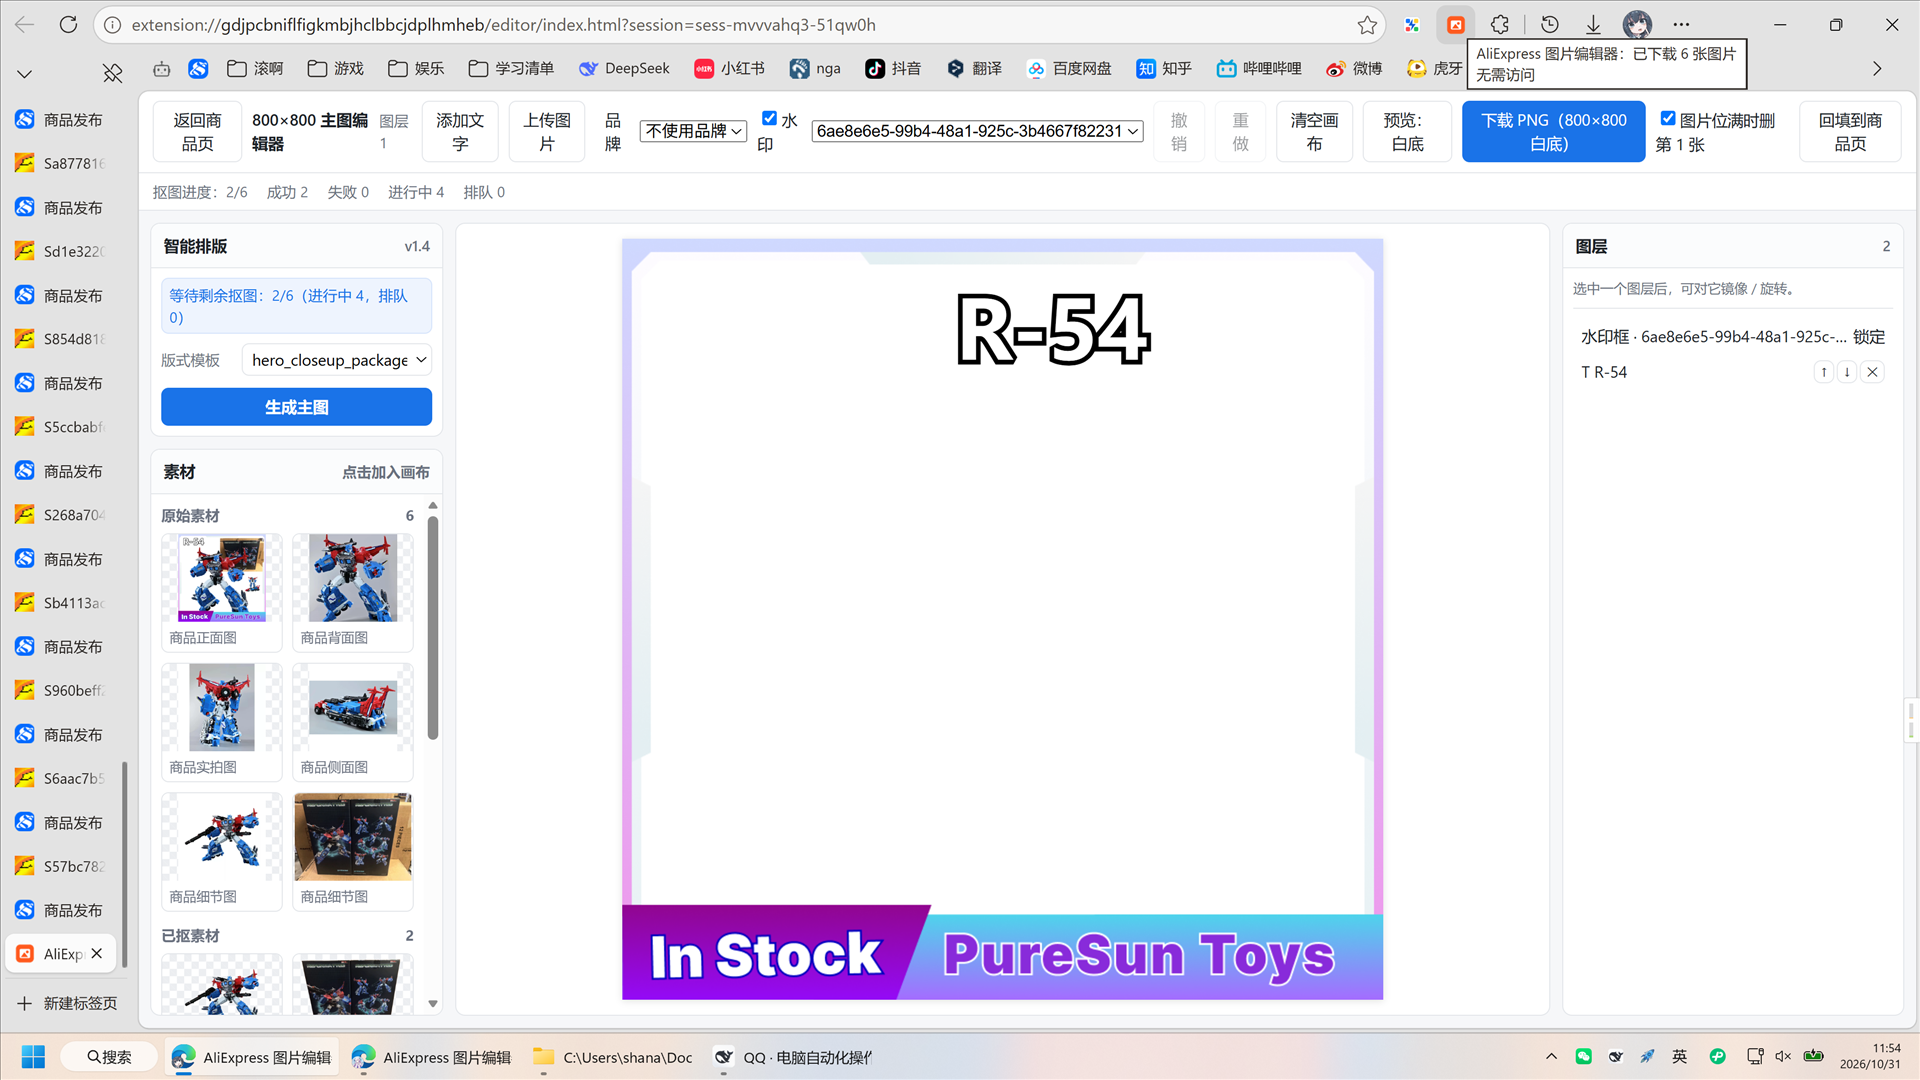 extension://gdjpcbniflfigkmbjhclbbcjdplhmheb/editor/index.html?session=sess-mvvvahq3-51qw0h
AliExpress 图片编辑器：已下载 6 张图片
无需访问
滚啊
游戏
娱乐
学习清单
DeepSeek
小红书
nga
抖音
翻译
百度网盘
知乎
哔哩哔哩
微博
虎牙
商品发布
Sa877816
商品发布
Sd1e3220
商品发布
S854d818
商品发布
S5ccbabf
商品发布
S268a704
商品发布
Sb4113ac
商品发布
S960beff2
商品发布
S6aac7b5
商品发布
S57bc782
商品发布
AliExp
新建标签页
返回商品页
800×800 主图编辑器
图层 1
添加文字
上传图片
品牌
不使用品牌
水印
6ae8e6e5-99b4-48a1-925c-3b4667f82231
撤销
重做
清空画布
预览：白底
下载 PNG（800×800 白底）
图片位满时删第 1 张
回填到商品页
抠图进度：2/6 成功 2 失败 0 进行中 4 排队 0
智能排版 v1.4
等待剩余抠图：2/6（进行中 4，排队
0）
版式模板 hero_closeup_package
生成主图
素材 点击加入画布
原始素材 6
R-54
In Stock PureSun Toys
商品正面图
商品背面图
商品实拍图
商品侧面图
商品细节图
商品细节图
已抠素材 2
R-54
In Stock PureSun Toys
图层 2
选中一个图层后，可对它镜像 / 旋转。
水印框 · 6ae8e6e5-99b4-48a1-925c-... 锁定
T R-54 ↑ ↓
搜索
AliExpress 图片编辑
AliExpress 图片编辑
C:\Users\shana\Doc
QQ · 电脑自动化操作
英
11:54
2026/10/31